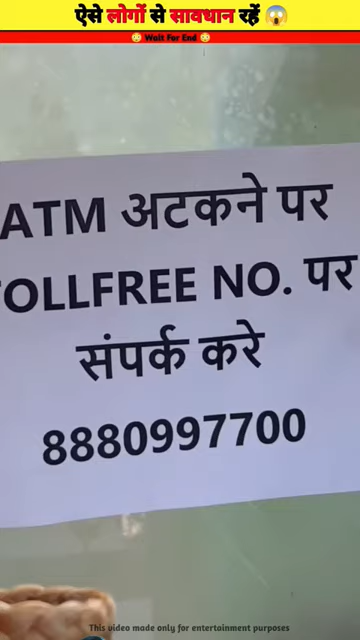 ऐसे लोगों से सावधान रहें 😱
😳 Wait For End 😳
ATM अटकने पर
TOLLFREE NO. पर
संपर्क करे
8880997700
This video made only for entertainment purposes